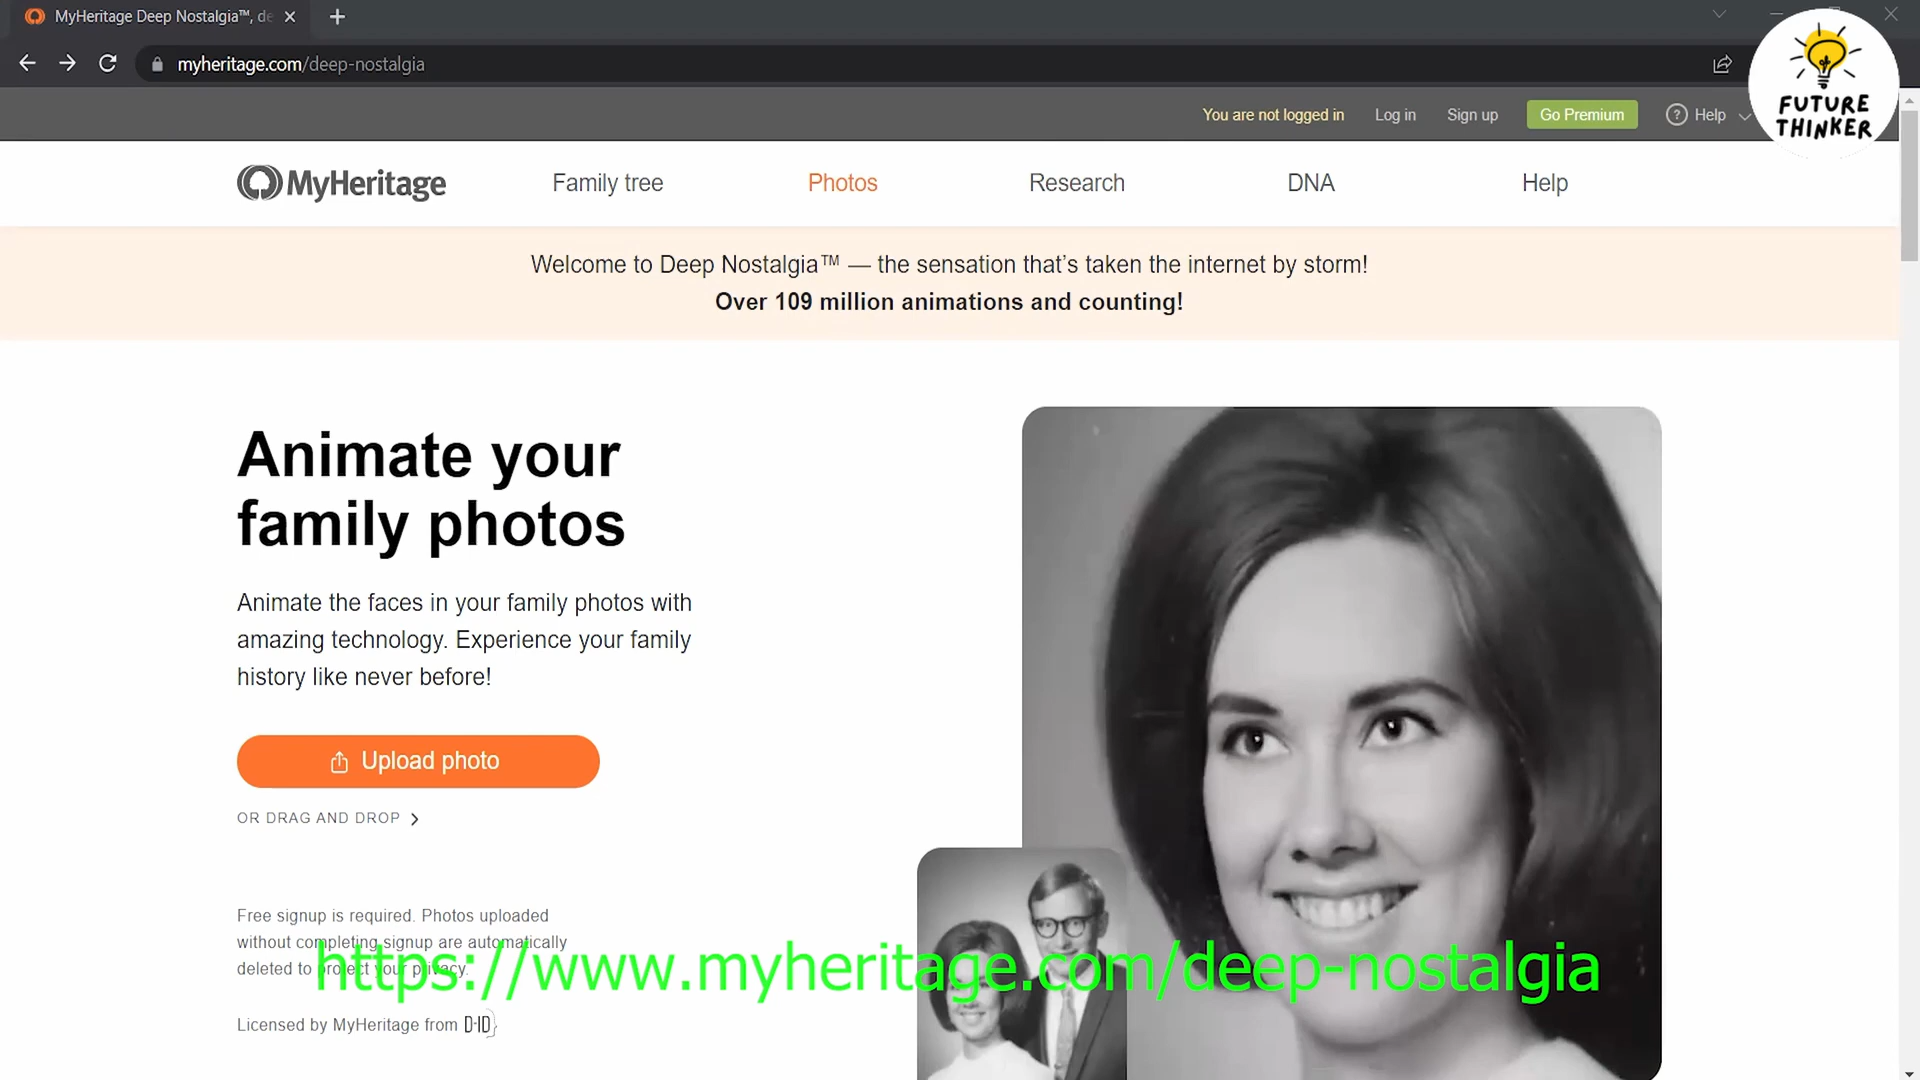 MyHeritage Deep Nostalgia™, de
myheritage.com/deep-nostalgia
FUTURE
THINKER
You are not logged in
Log in
Sign up
Go Premium
Help
MyHeritage
Family tree
Photos
Research
DNA
Help
Welcome to Deep Nostalgia™ — the sensation that's taken the internet by storm!
Over 109 million animations and counting!
Animate your
family photos
Animate the faces in your family photos with
amazing technology. Experience your family
history like never before!
Upload photo
OR DRAG AND DROP
Free signup is required. Photos uploaded
without completing signup are automatically
deleted to protect your privacy.
https://www.myheritage.com/deep-nostalgia
Licensed by MyHeritage from D-ID